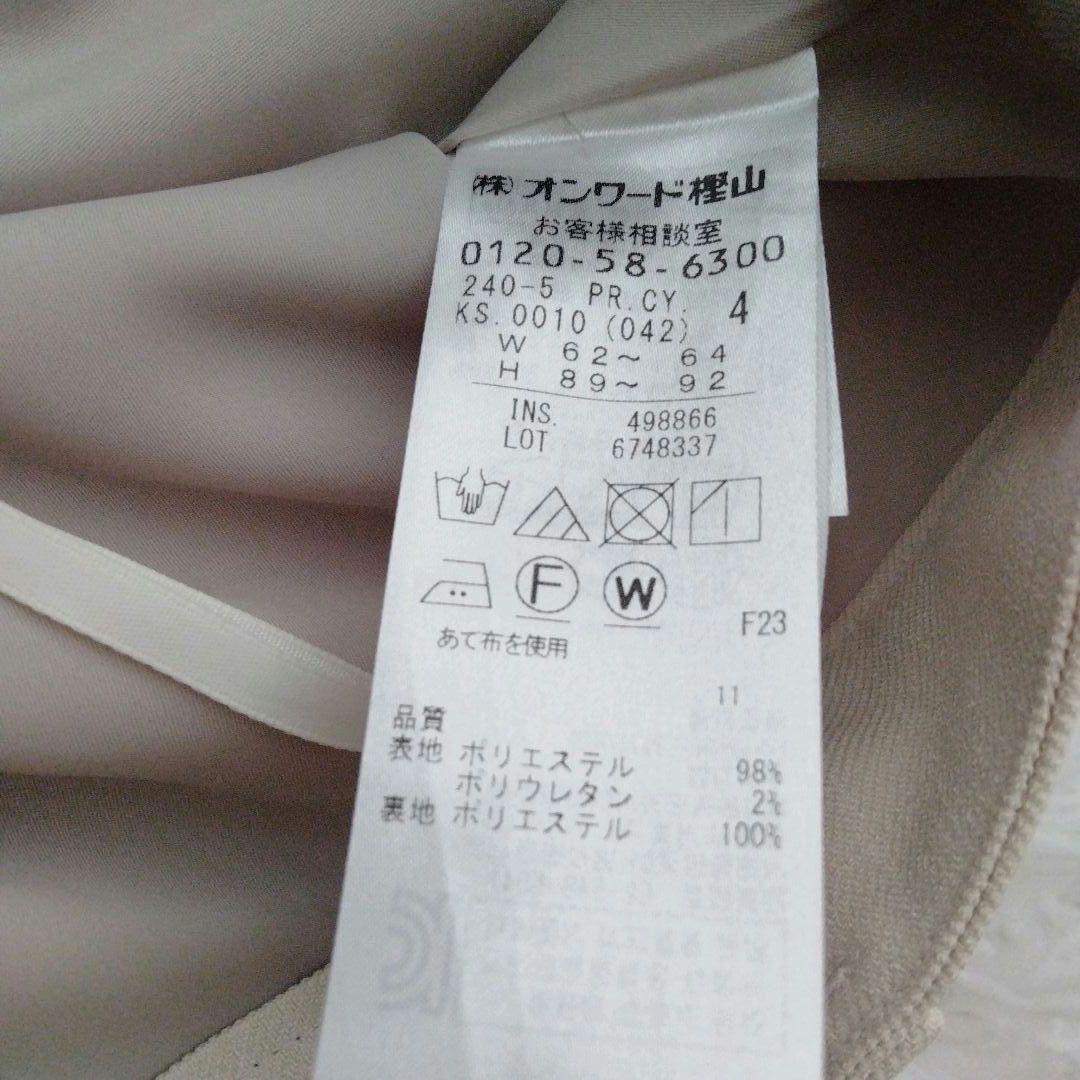 (株)オンワード樫山
お客様相談室
0120-58-6300
240-5 PR.CY. 4
KS.0010 (042)
W 62〜 64
H 89〜 92
INS. 498866
LOT 6748337
F W
あて布を使用 F23
11
品質
表地 ポリエステル 98%
ポリウレタン 2%
裏地 ポリエステル 100%